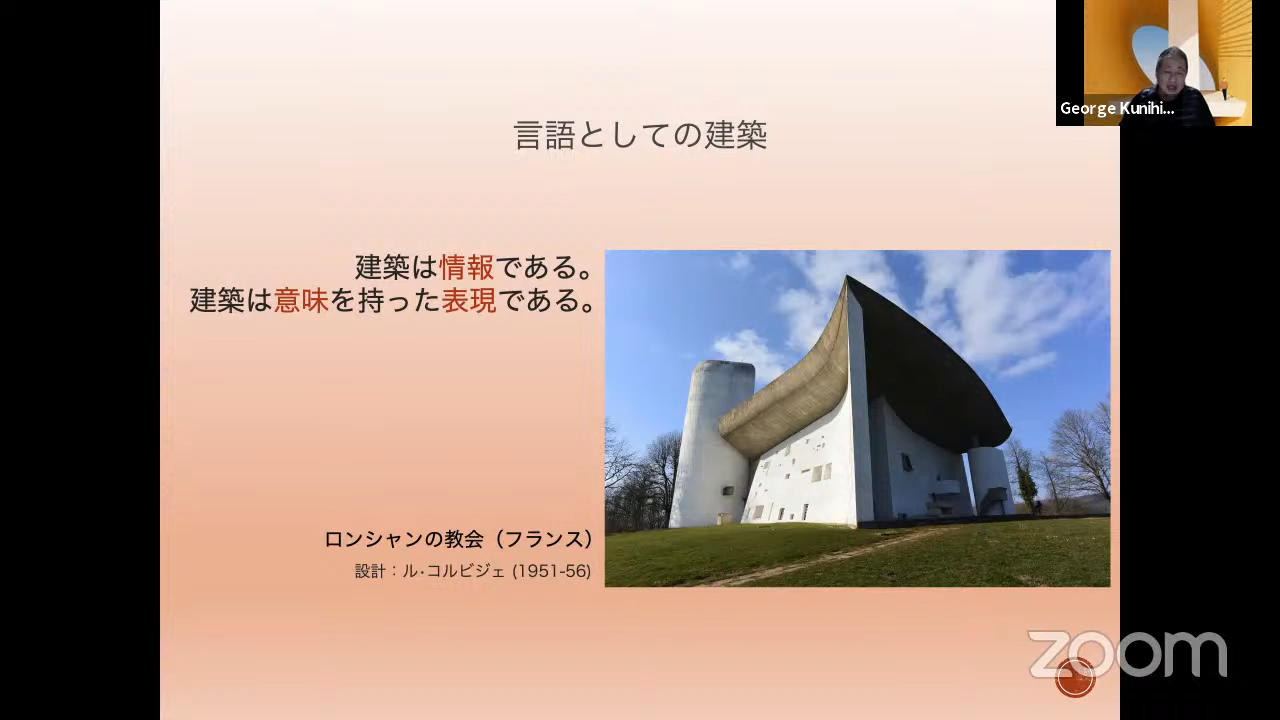 George Kunihi...
言語としての建築
建築は情報である。
建築は意味を持った表現である。
ロンシャンの教会（フランス）
設計：ル･コルビジェ (1951-56)
zoom